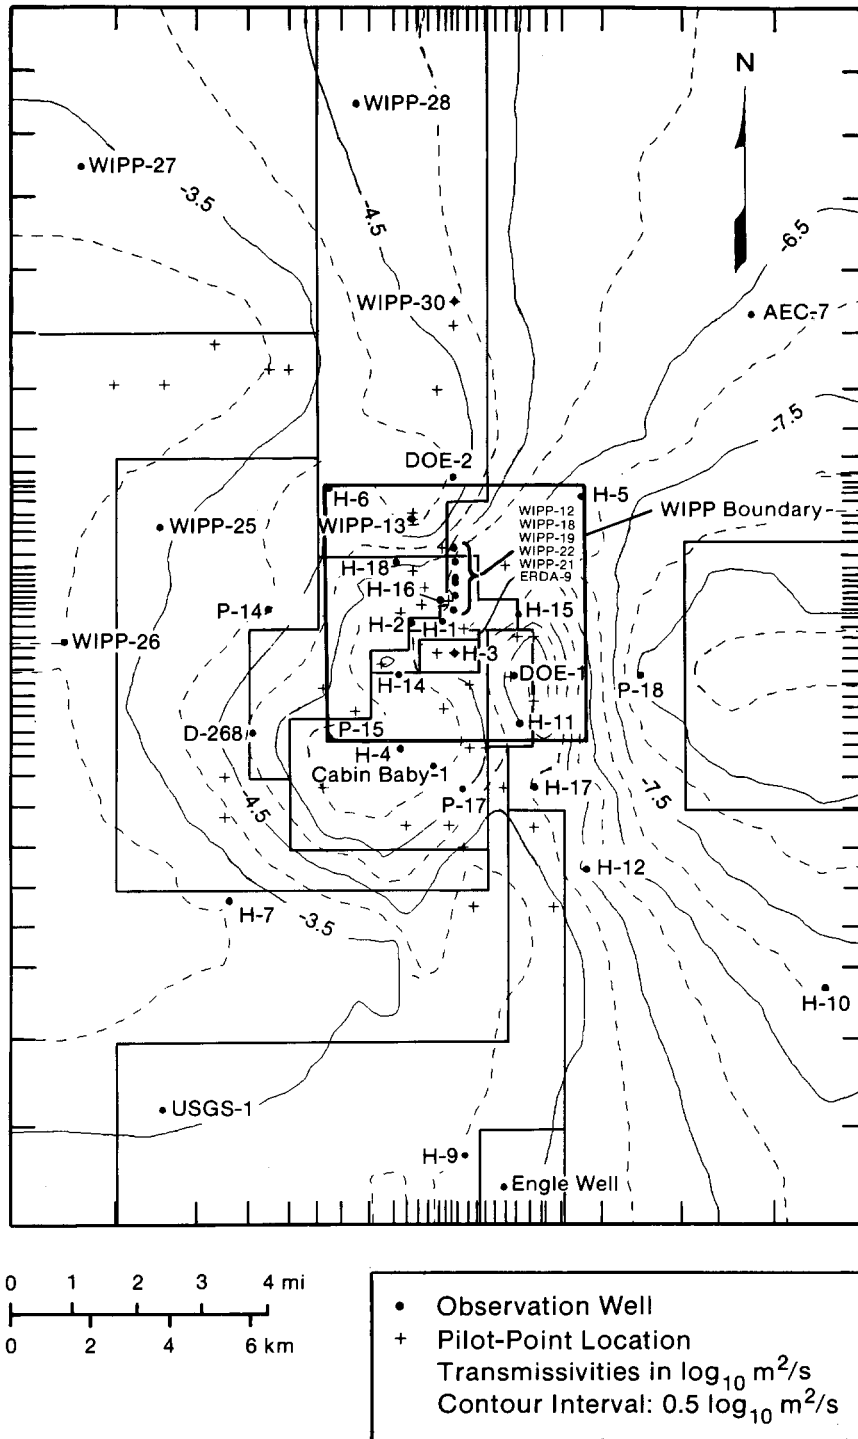 WIPP-28
N
WIPP-27
-3.5
-4.5
-6.5
WIPP-30
AEC-7
-7.5
DOE-2
H-6
H-5
WIPP-12
WIPP-18
WIPP-19
WIPP-22
WIPP-21
ERDA-9
WIPP Boundary
WIPP-25
WIPP-13
H-18
H-16
P-14
H-15
H-2
H-1
WIPP-26
H-3
H-14
DOE-1
P-18
D-268
P-15
H-11
H-4
Cabin Baby-1
H-17
P-17
-4.5
-7.5
H-12
H-7
-3.5
H-10
USGS-1
H-9
Engle Well
0 1 2 3 4 mi
0 2 4 6 km
• Observation Well
+ Pilot-Point Location
Transmissivities in log₁₀ m²/s
Contour Interval: 0.5 log₁₀ m²/s